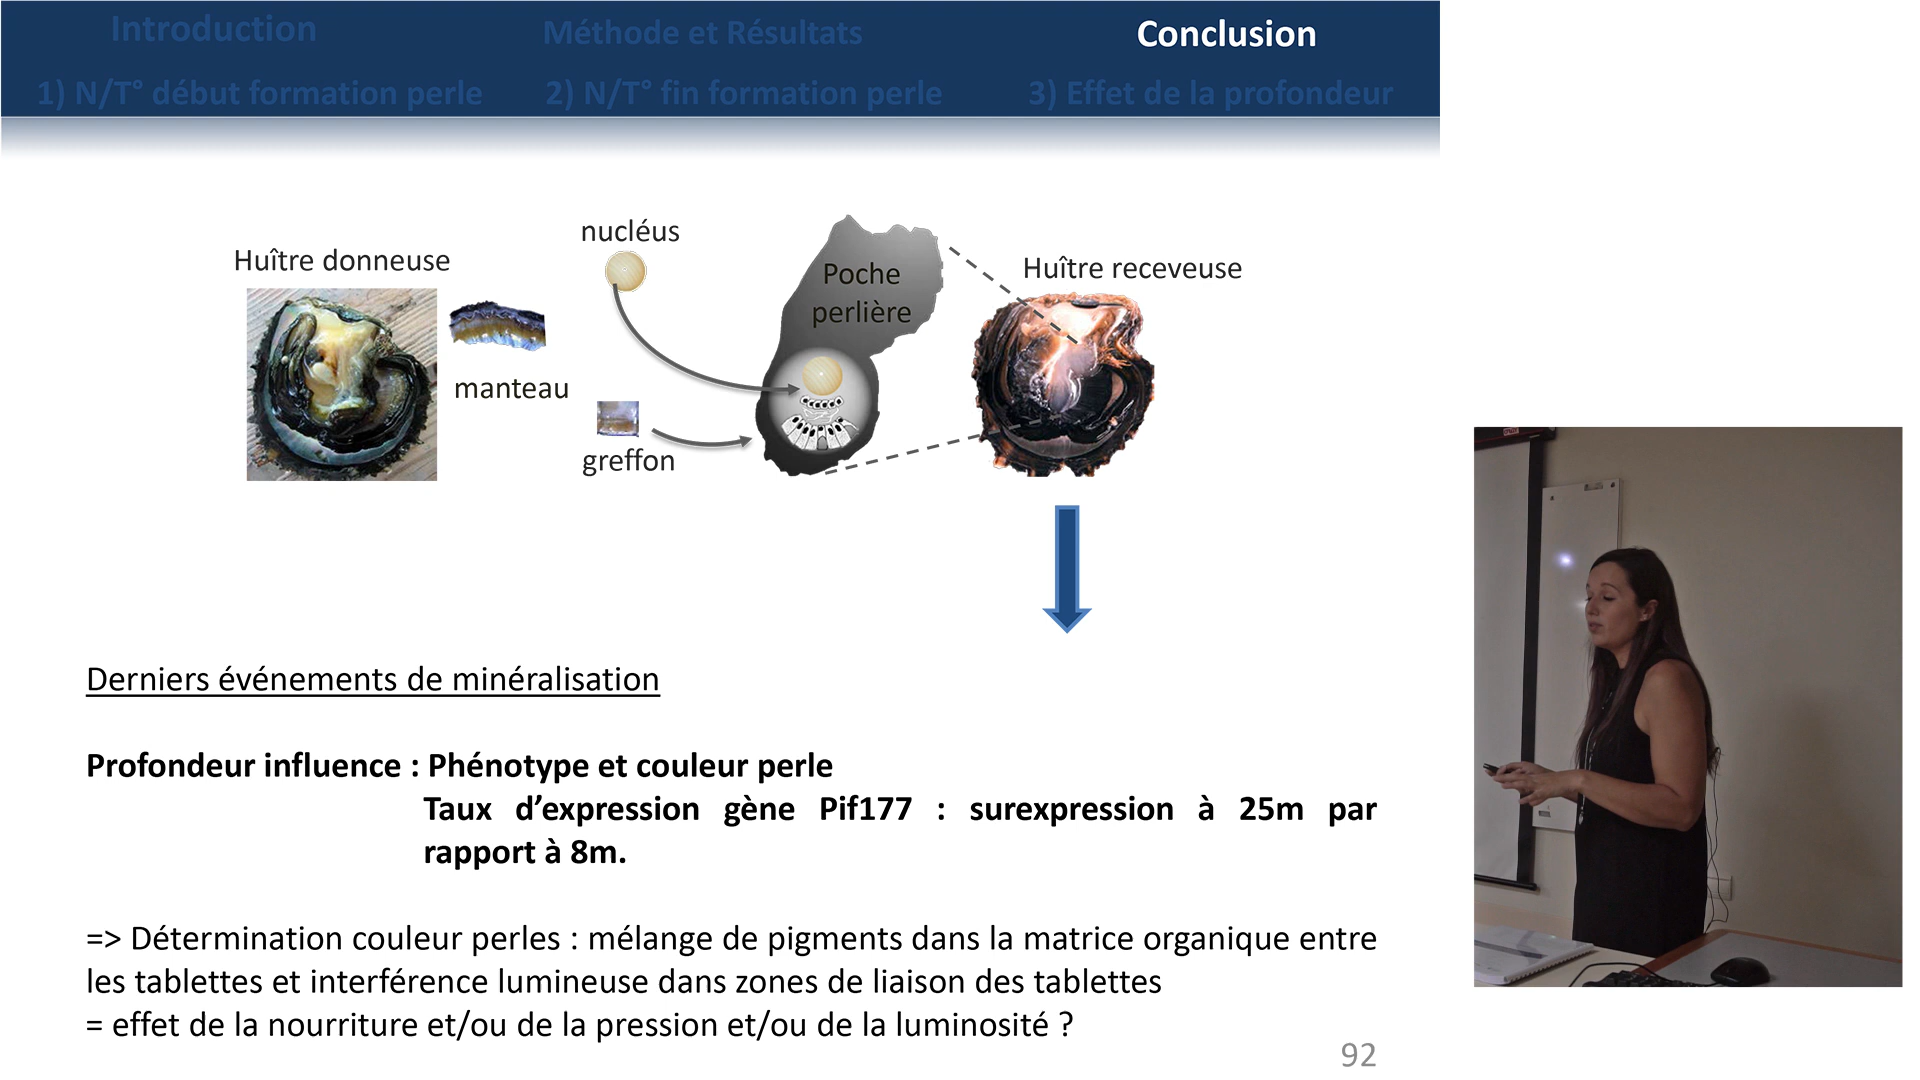 Introduction
Méthode et Résultats
Conclusion
1) N/T° début formation perle
2) N/T° fin formation perle
3) Effet de la profondeur
Huître donneuse
nucléus
Poche
perlière
Huître receveuse
manteau
greffon
Derniers événements de minéralisation
Profondeur influence : Phénotype et couleur perle
Taux d’expression gène Pif177 : surexpression à 25m par
rapport à 8m.
=> Détermination couleur perles : mélange de pigments dans la matrice organique entre
les tablettes et interférence lumineuse dans zones de liaison des tablettes
= effet de la nourriture et/ou de la pression et/ou de la luminosité ?
92